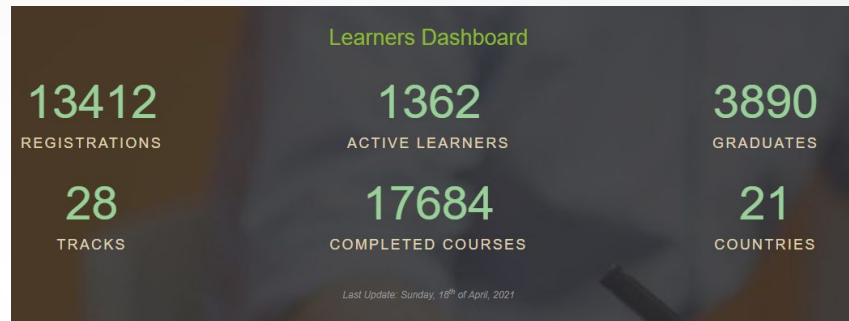 Learners Dashboard
13412 1362 3890
REGISTRATIONS ACTIVE LEARNERS GRADUATES
28 17684 21
TRACKS COMPLETED COURSES COUNTRIES
Last Update: Sunday, 18th of April, 2021